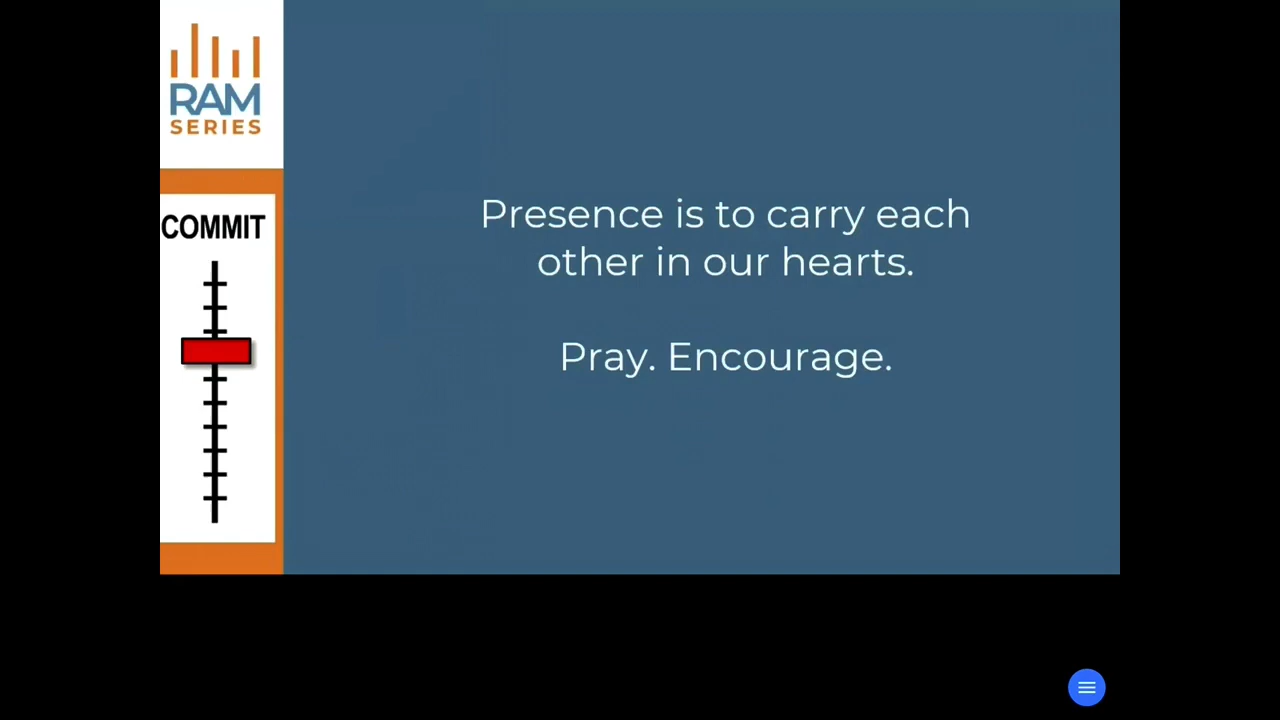 RAM
SERIES
COMMIT
Presence is to carry each
other in our hearts.
Pray. Encourage.